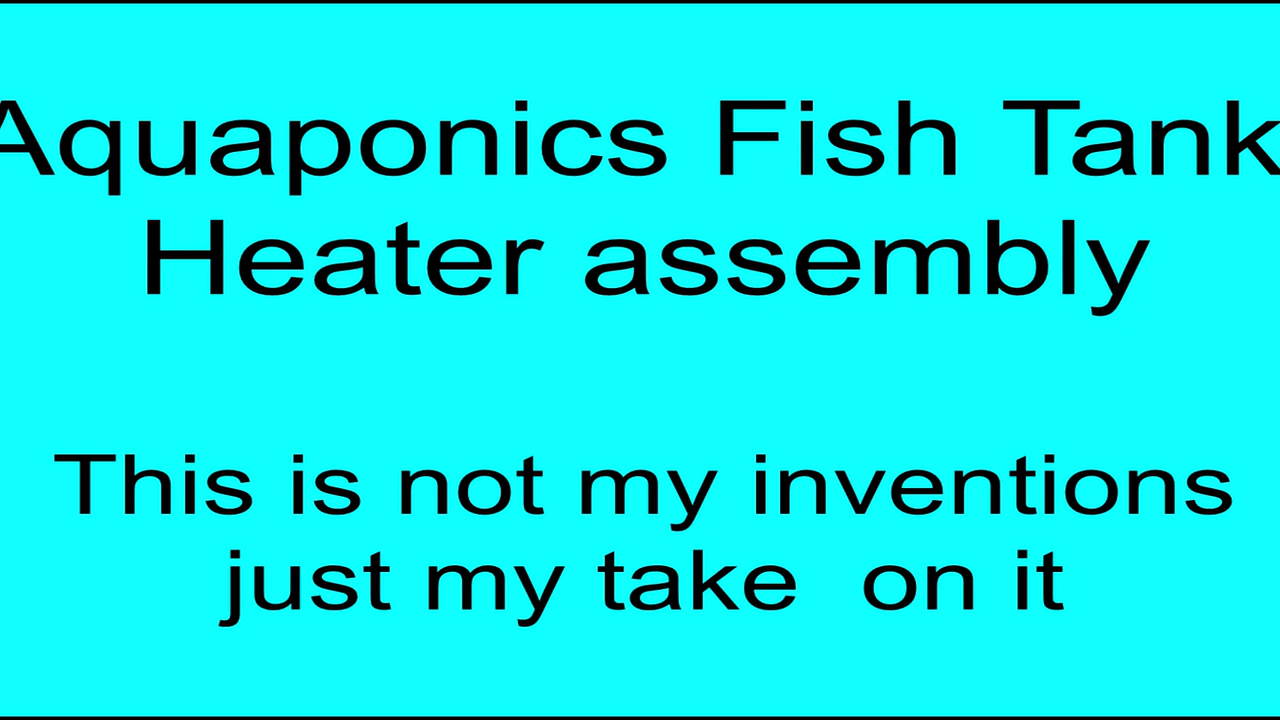 Aquaponics Fish Tank
Heater assembly
This is not my inventions
just my take on it